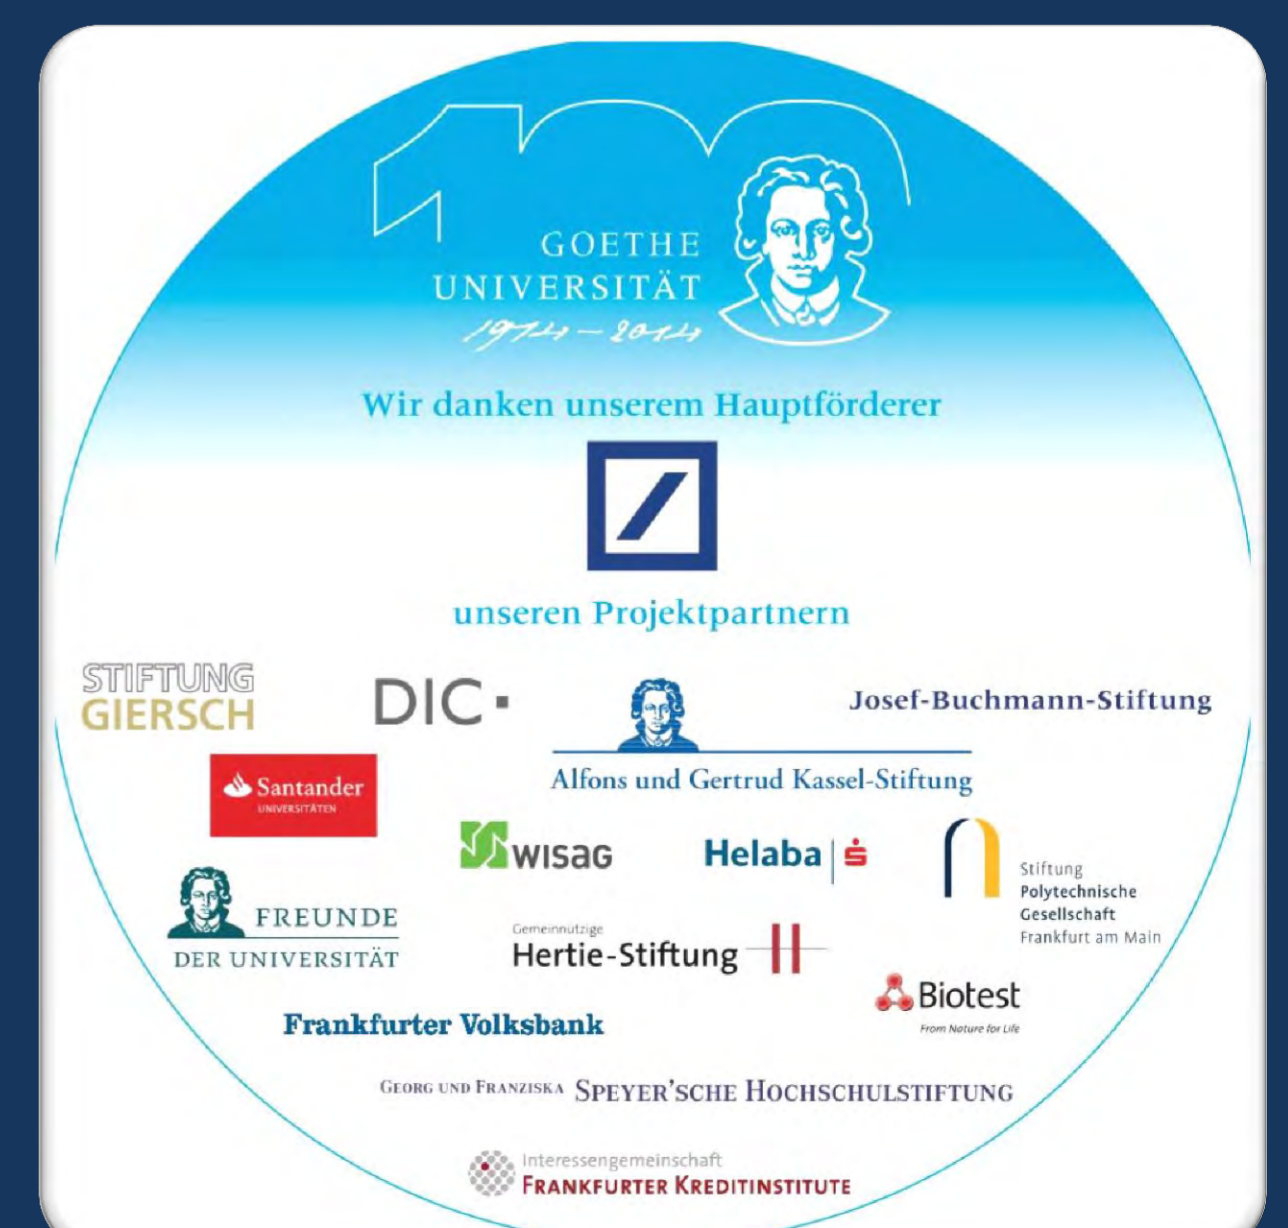 100
GOETHE
UNIVERSITÄT
1914 – 2014
Wir danken unserem Hauptförderer
unseren Projektpartnern
STIFTUNG
GIERSCH
DIC
Josef-Buchmann-Stiftung
Alfons und Gertrud Kassel-Stiftung
Santander
UNIVERSITÄTEN
wisag
Helaba
Stiftung
Polytechnische
Gesellschaft
Frankfurt am Main
FREUNDE
DER UNIVERSITÄT
Gemeinnützige
Hertie-Stiftung
Biotest
From Nature for Life
Frankfurter Volksbank
GEORG UND FRANZISKA SPEYER'SCHE HOCHSCHULSTIFTUNG
Interessengemeinschaft
FRANKFURTER KREDITINSTITUTE